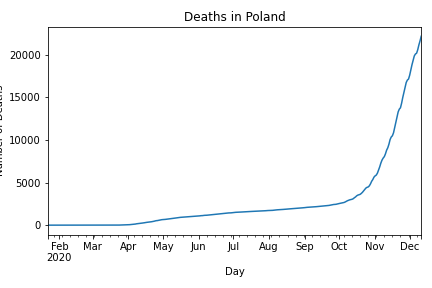 Deaths in Poland
Number of Deaths
20000
15000
10000
5000
0
Feb Mar Apr May Jun Jul Aug Sep Oct Nov Dec
2020
Day